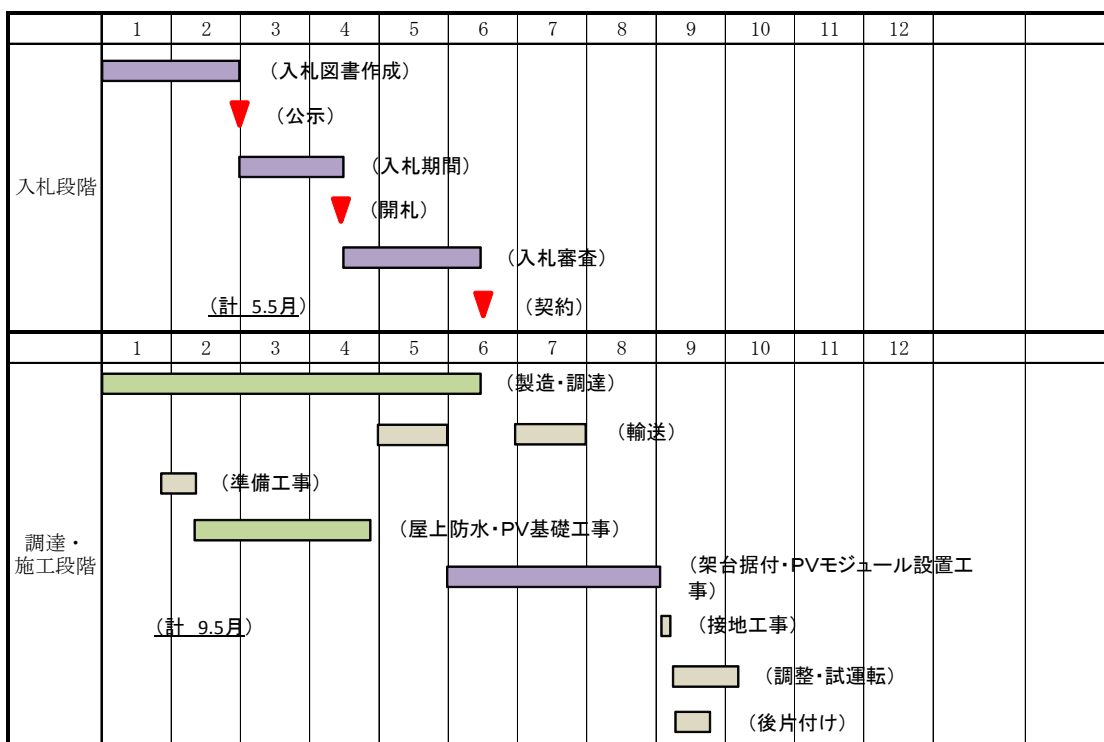 1 2 3 4 5 6 7 8 9 10 11 12
入札段階
（入札図書作成）
（公示）
（入札期間）
（開札）
（入札審査）
（計 5.5月）
（契約）
1 2 3 4 5 6 7 8 9 10 11 12
調達・
施工段階
（製造・調達）
（輸送）
（準備工事）
（屋上防水・PV基礎工事）
（架台据付・PVモジュール設置工
事）
（計 9.5月）
（接地工事）
（調整・試運転）
（後片付け）